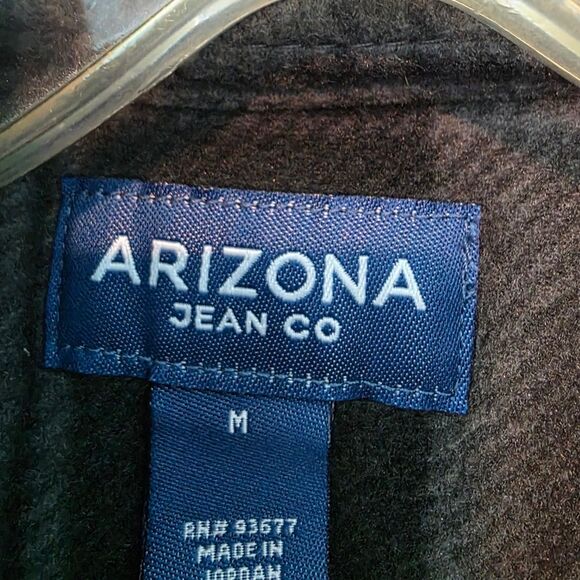 ARIZONA
JEAN CO
M
RN# 93677
MADE IN
JORDAN